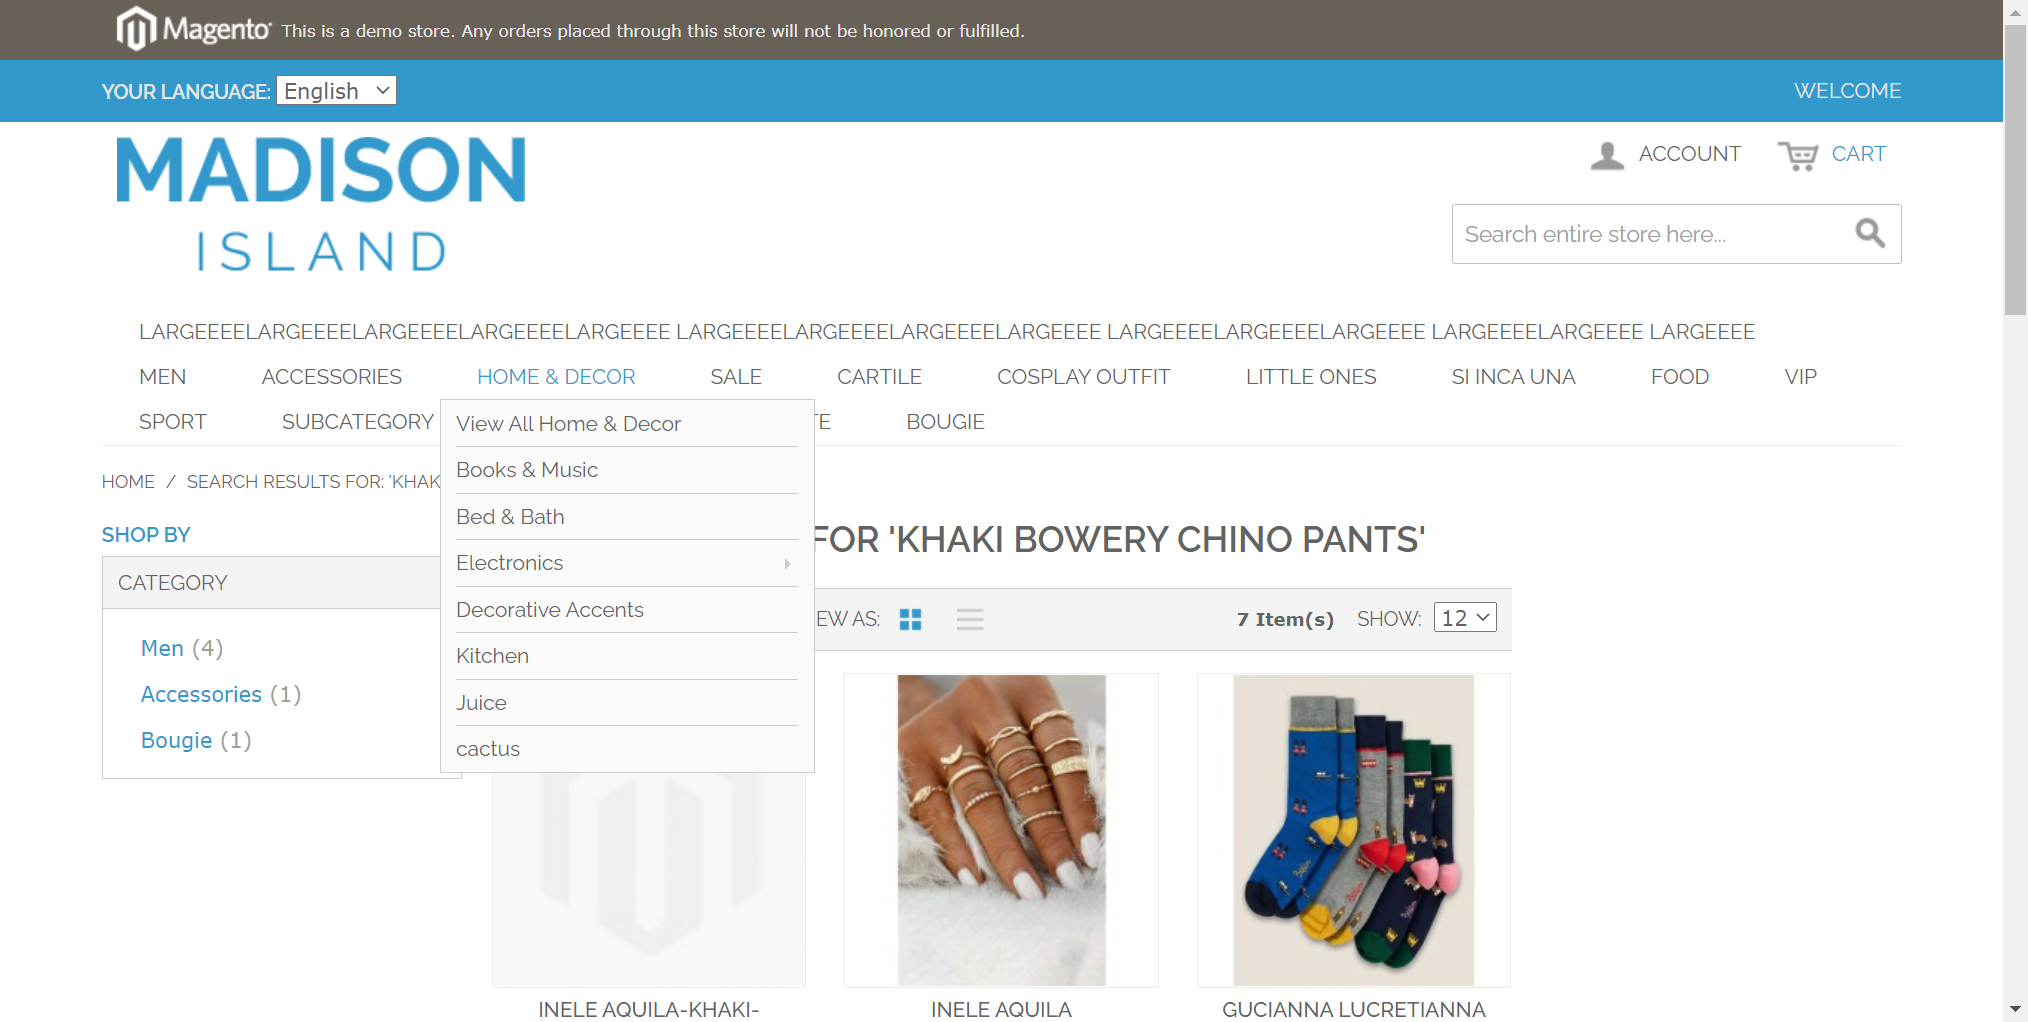 Magento® This is a demo store. Any orders placed through this store will not be honored or fulfilled.
YOUR LANGUAGE: English WELCOME
MADISON
ISLAND
ACCOUNT CART
Search entire store here...
LARGEEEELARGEEEELARGEEEELARGEEEELARGEEEE LARGEEEELARGEEEELARGEEEELARGEEEE LARGEEEELARGEEEELARGEEEE LARGEEEELARGEEEE LARGEEEE
MEN ACCESSORIES HOME & DECOR SALE CARTILE COSPLAY OUTFIT LITTLE ONES SI INCA UNA FOOD VIP
SPORT SUBCATEGORY TE BOUGIE
View All Home & Decor
Books & Music
Bed & Bath
Electronics
Decorative Accents
Kitchen
Juice
cactus
HOME / SEARCH RESULTS FOR: 'KHAK
SHOP BY
CATEGORY
Men (4)
Accessories (1)
Bougie (1)
FOR 'KHAKI BOWERY CHINO PANTS'
EW AS: 7 Item(s) SHOW: 12
INELE AQUILA-KHAKI- INELE AQUILA GUCIANNA LUCRETIANNA